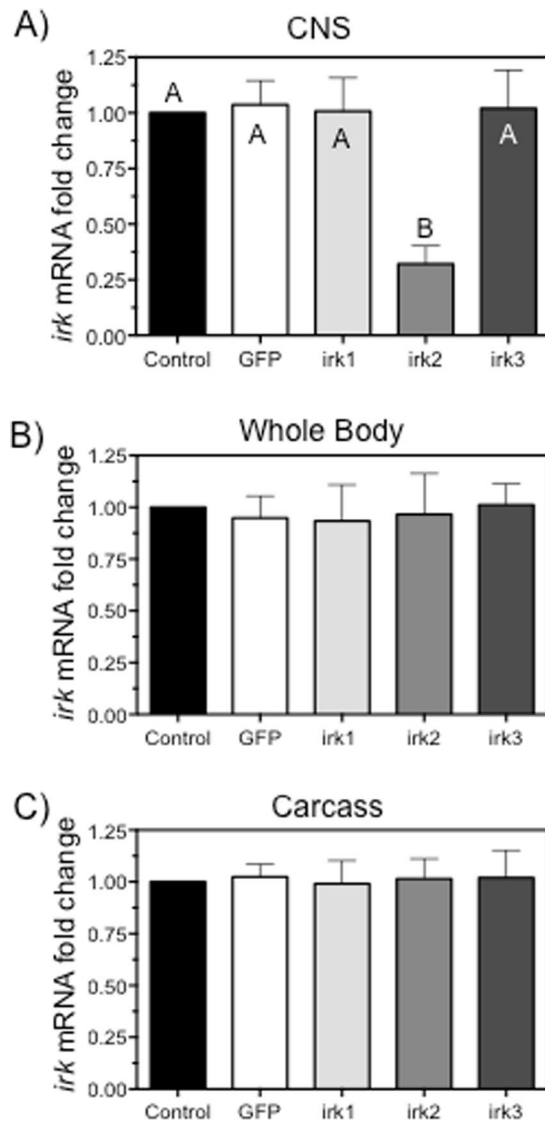 A)
CNS
irk mRNA fold change
1.25
1.00
0.75
0.50
0.25
0.00
A
A
A
B
A
Control GFP irk1 irk2 irk3
B)
Whole Body
irk mRNA fold change
1.25
1.00
0.75
0.50
0.25
0.00
Control GFP irk1 irk2 irk3
C)
Carcass
irk mRNA fold change
1.25
1.00
0.75
0.50
0.25
0.00
Control GFP irk1 irk2 irk3